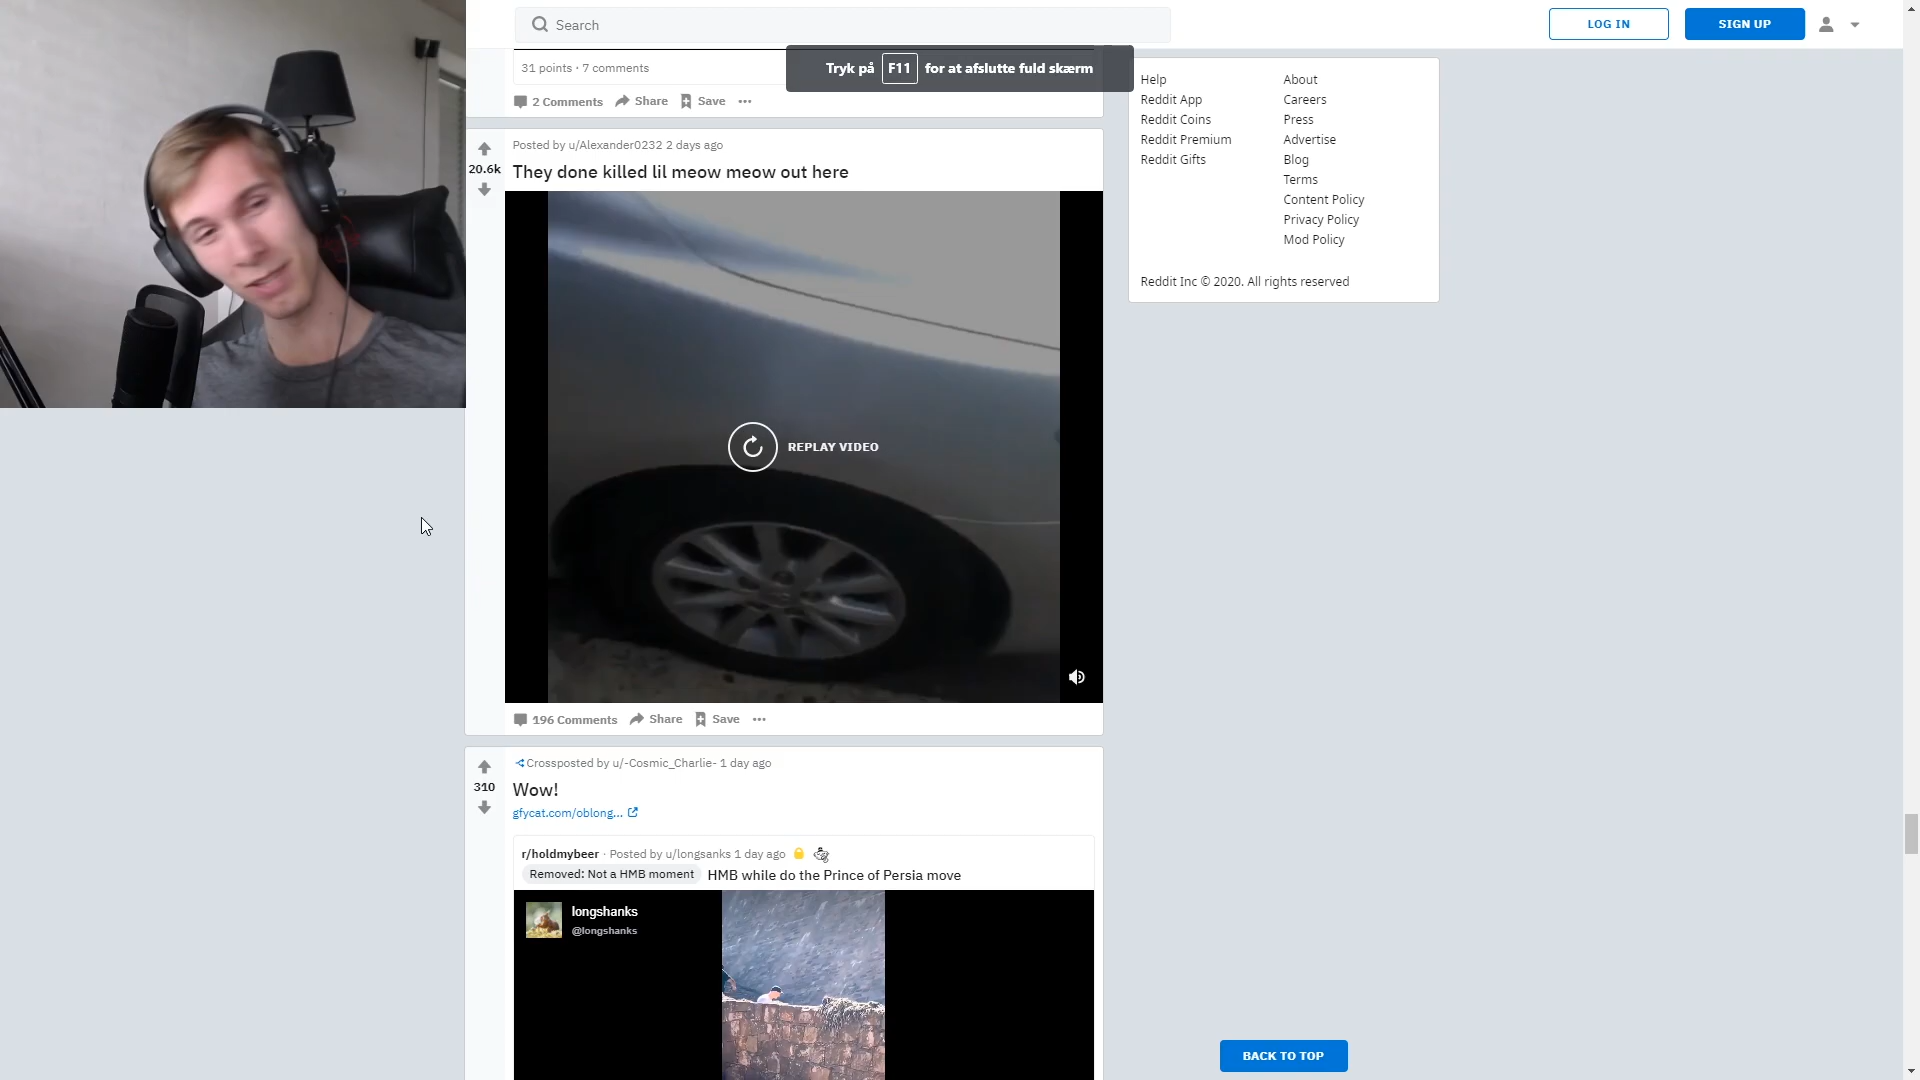 Search
LOG IN
SIGN UP
31 points · 7 comments
Tryk på F11 for at afslutte fuld skærm
2 Comments Share Save
Help
Reddit App
Reddit Coins
Reddit Premium
Reddit Gifts
About
Careers
Press
Advertise
Blog
Terms
Content Policy
Privacy Policy
Mod Policy
Reddit Inc © 2020. All rights reserved
Posted by u/Alexander0232 2 days ago
20.6k
They done killed lil meow meow out here
REPLAY VIDEO
196 Comments Share Save
Crossposted by u/-Cosmic_Charlie- 1 day ago
310
Wow!
gfycat.com/oblong...
r/holdmybeer · Posted by u/longsanks 1 day ago
Removed: Not a HMB moment HMB while do the Prince of Persia move
longshanks
@longshanks
BACK TO TOP